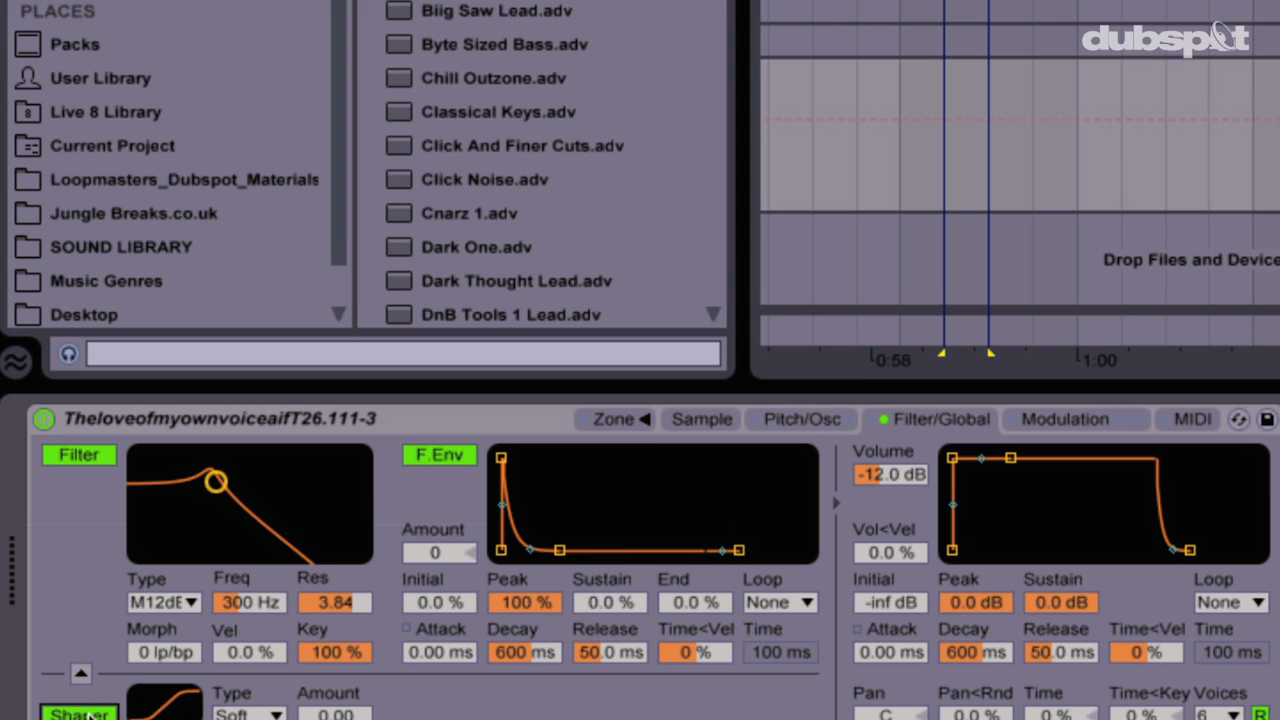 PLACES
Packs
User Library
Live 8 Library
8
Current Project
Loopmasters_Dubspot_Materials
Jungle Breaks.co.uk
SOUND LIBRARY
Music Genres
Desktop
Biig Saw Lead.adv
Byte Sized Bass.adv
Chill Outzone.adv
Classical Keys.adv
Click And Finer Cuts.adv
Click Noise.adv
Cnarz 1.adv
Dark One.adv
Dark Thought Lead.adv
DnB Tools 1 Lead.adv
dubspot
Drop Files and Device
0:58 1:00
TheloveofmyownvoiceaifT26.111-3 Zone Sample Pitch/Osc Filter/Global Modulation MIDI
Filter
Type Freq Res
M12dB 300 Hz 3.84
Morph Vel Key
0 lp/bp 0.0 % 100 %
Shaper
Type Amount
Soft 0.00
F.Env
Amount
0
Initial Peak Sustain End Loop
0.0 % 100 % 0.0 % 0.0 % None
Attack Decay Release Time<Vel Time
0.00 ms 600 ms 50.0 ms 0 % 100 ms
Volume
-12.0 dB
Vol<Vel
0.0 %
Initial Peak Sustain Loop
-inf dB 0.0 dB 0.0 dB None
Attack Decay Release Time<Vel Time
0.00 ms 600 ms 50.0 ms 0 % 100 ms
Pan Pan<Rnd Time Time<Key Voices
C 0.0 % 0 % 0 % 6 R